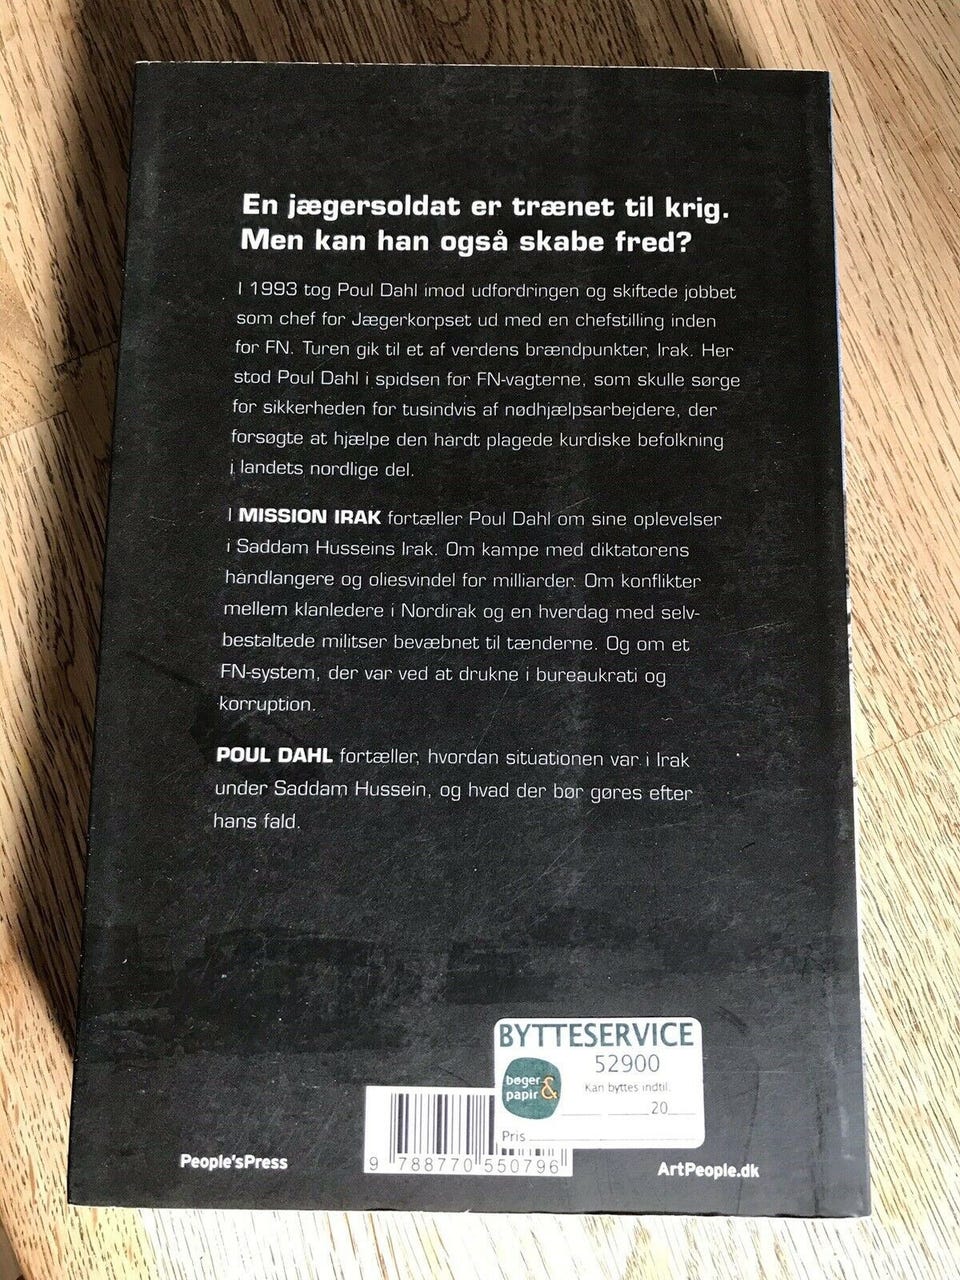 En jægersoldat er trænet til krig.
Men kan han også skabe fred?
I 1993 tog Poul Dahl imod udfordringen og skiftede jobbet
som chef for Jægerkorpset ud med en chefstilling inden
for FN. Turen gik til et af verdens brændpunkter, Irak. Her
stod Poul Dahl i spidsen for FN-vagterne, som skulle sørge
for sikkerheden for tusindvis af nødhjælpsarbejdere, der
forsøgte at hjælpe den hårdt plagede kurdiske befolkning
i landets nordlige del.
I MISSION IRAK fortæller Poul Dahl om sine oplevelser
i Saddam Husseins Irak. Om kampe med diktatorens
håndlangere og oliesvindel for milliarder. Om konflikter
mellem klanledere i Nordirak og en hverdag med selv-
bestaltede militser bevæbnet til tænderne. Og om et
FN-system, der var ved at drukne i bureaukrati og
korruption.
POUL DAHL fortæller, hvordan situationen var i Irak
under Saddam Hussein, og hvad der bør gøres efter
hans fald.
BYTTESERVICE
52900
bøger &
papir
Kan byttes indtil:
20
Pris
9 788770 550796
People'sPress
ArtPeople.dk